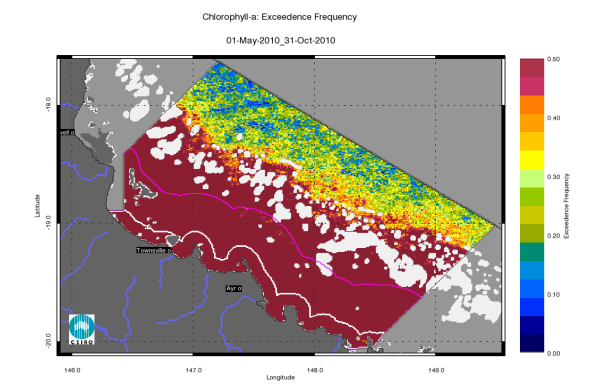 Chlorophyll-a: Exceedence Frequency
01-May-2010_31-Oct-2010
-18.0
-19.0
-20.0
Latitude
well o
Townsville o
Ayr o
CSIRO
146.0 147.0 148.0 149.0
Longitude
0.50
0.40
0.30
0.20
0.10
0.00
Exceedence Frequency